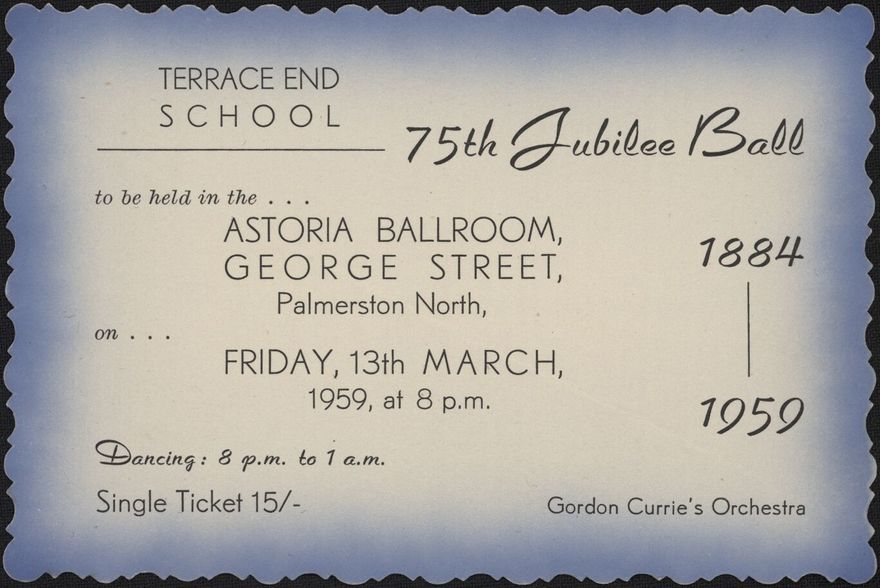 TERRACE END
SCHOOL
75th Jubilee Ball
to be held in the . . .
ASTORIA BALLROOM,
GEORGE STREET,
Palmerston North,
on . . .
FRIDAY, 13th MARCH,
1959, at 8 p.m.
1884
1959
Dancing: 8 p.m. to 1 a.m.
Single Ticket 15/-
Gordon Currie's Orchestra